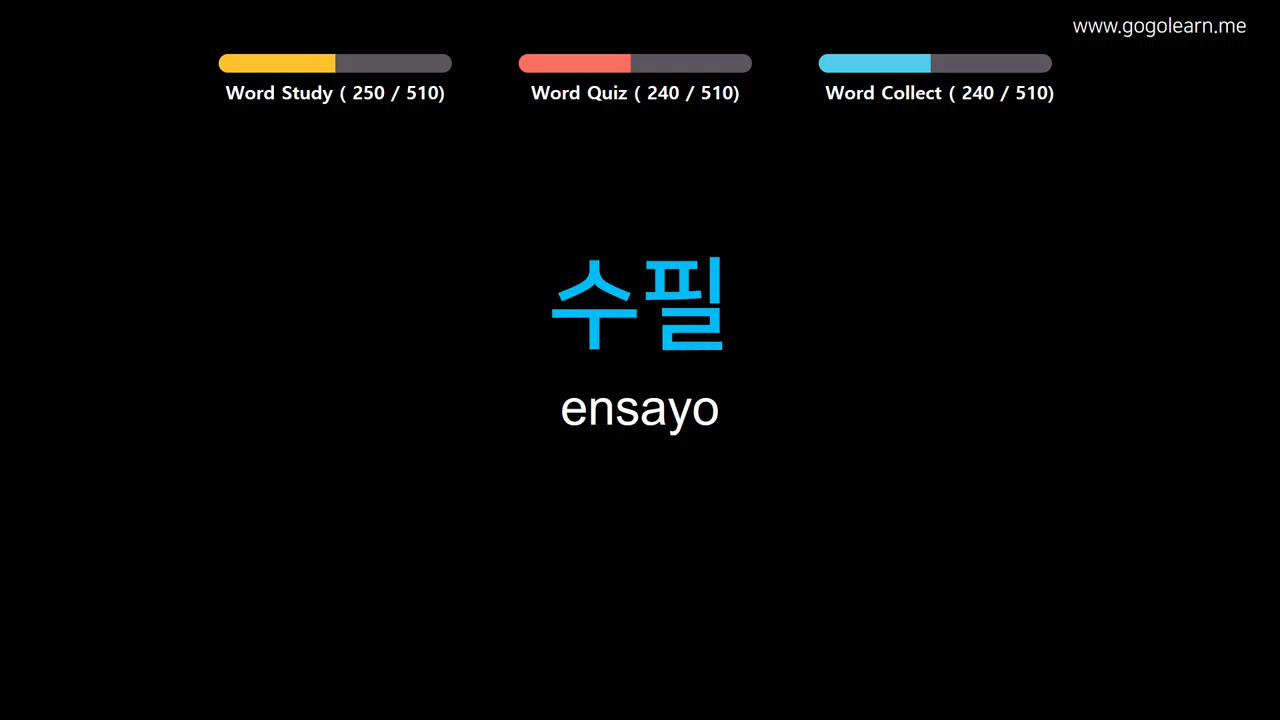 www.gogolearn.me
Word Study ( 250 / 510)
Word Quiz ( 240 / 510)
Word Collect ( 240 / 510)
수필
ensayo